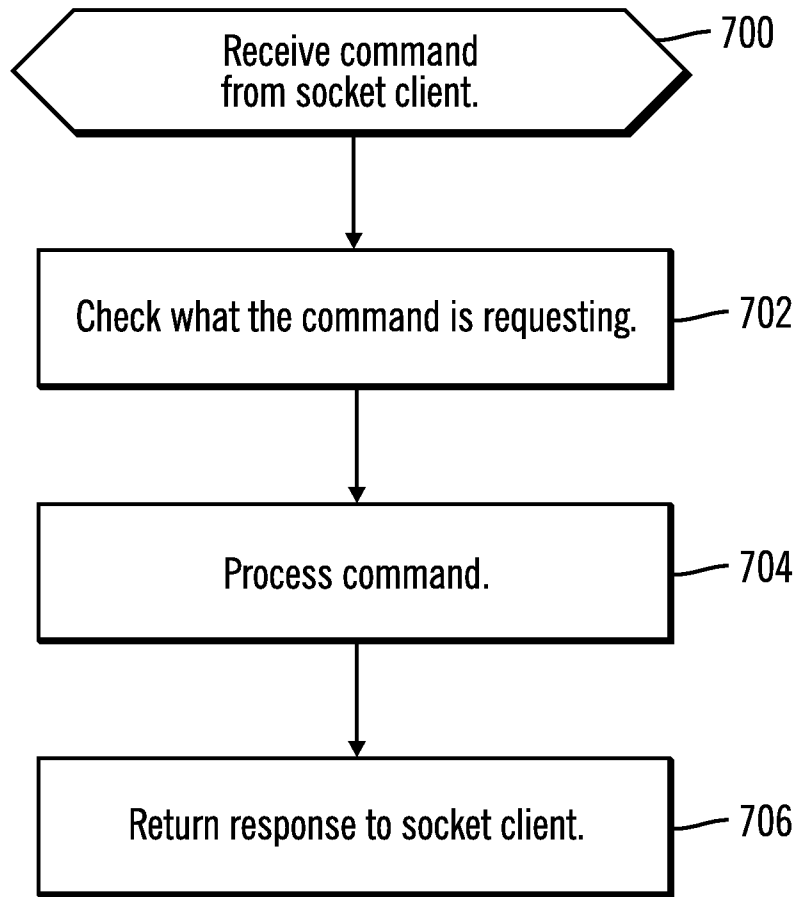 Receive command
from socket client.
700
Check what the command is requesting.
702
Process command.
704
Return response to socket client.
706